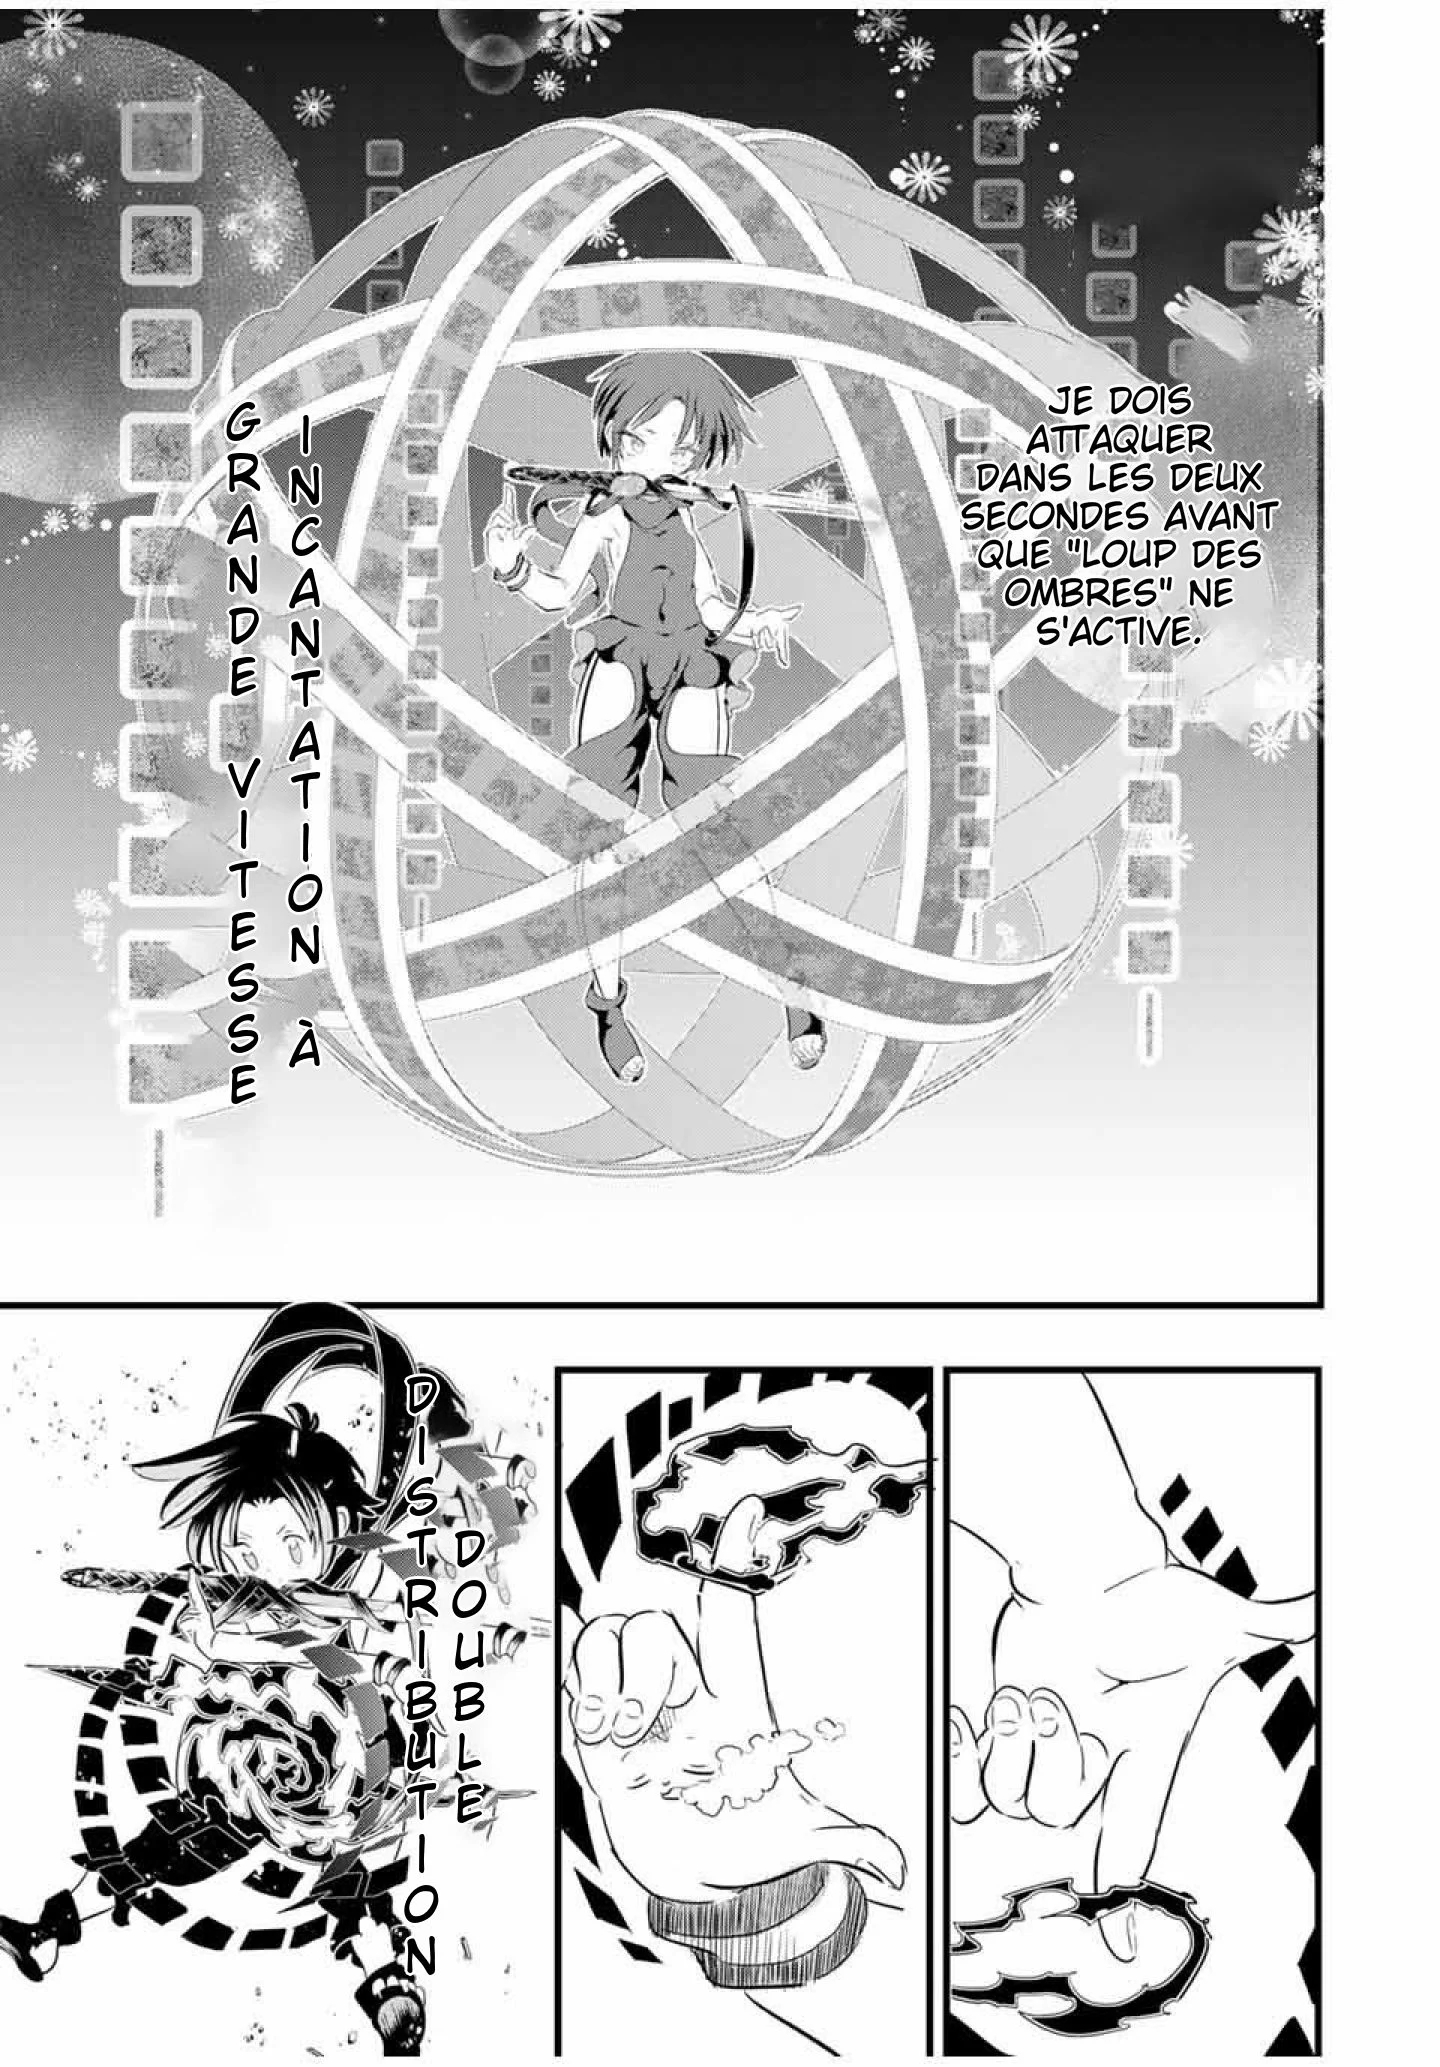 JE DOIS
ATTAQUER
DANS LES DEUX
SECONDES AVANT
QUE "LOUP DES
OMBRES" NE
S'ACTIVE.
INCANTATION À
GRANDE VITESSE
DOUBLE
DISTRIBUTION